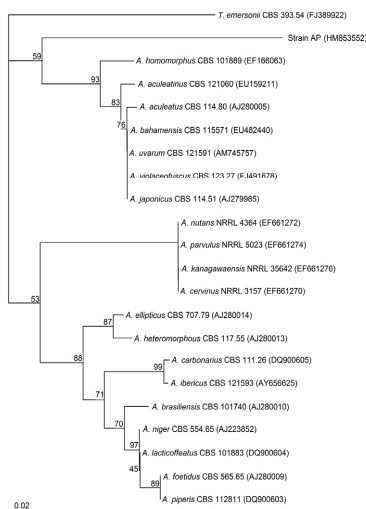 T. emersonii CBS 393.54 (FJ389922)
Strain AP (HM853552)
59
A. homomorphus CBS 101889 (EF166063)
93
A. aculeatinus CBS 121060 (EU159211)
83
A. aculeatus CBS 114.80 (AJ280005)
76
A. bahamensis CBS 115571 (EU482440)
A. uvarum CBS 121591 (AM745757)
A. violaceofuscus CBS 123.27 (FJ491678)
A. japonicus CBS 114.51 (AJ279985)
A. nutans NRRL 4364 (EF661272)
A. parvulus NRRL 5023 (EF661274)
A. kanagawaensis NRRL 35642 (EF661276)
A. cervinus NRRL 3157 (EF661270)
53
A. ellipticus CBS 707.79 (AJ280014)
87
A. heteromorphus CBS 117.55 (AJ280013)
88
A. carbonarius CBS 111.26 (DQ900605)
99
A. ibericus CBS 121593 (AY656625)
71
A. brasiliensis CBS 101740 (AJ280010)
70
A. niger CBS 554.65 (AJ223852)
97
A. lacticoffeatus CBS 101883 (DQ900604)
45
A. foetidus CBS 565.65 (AJ280009)
89
A. piperis CBS 112811 (DQ900603)
0.02